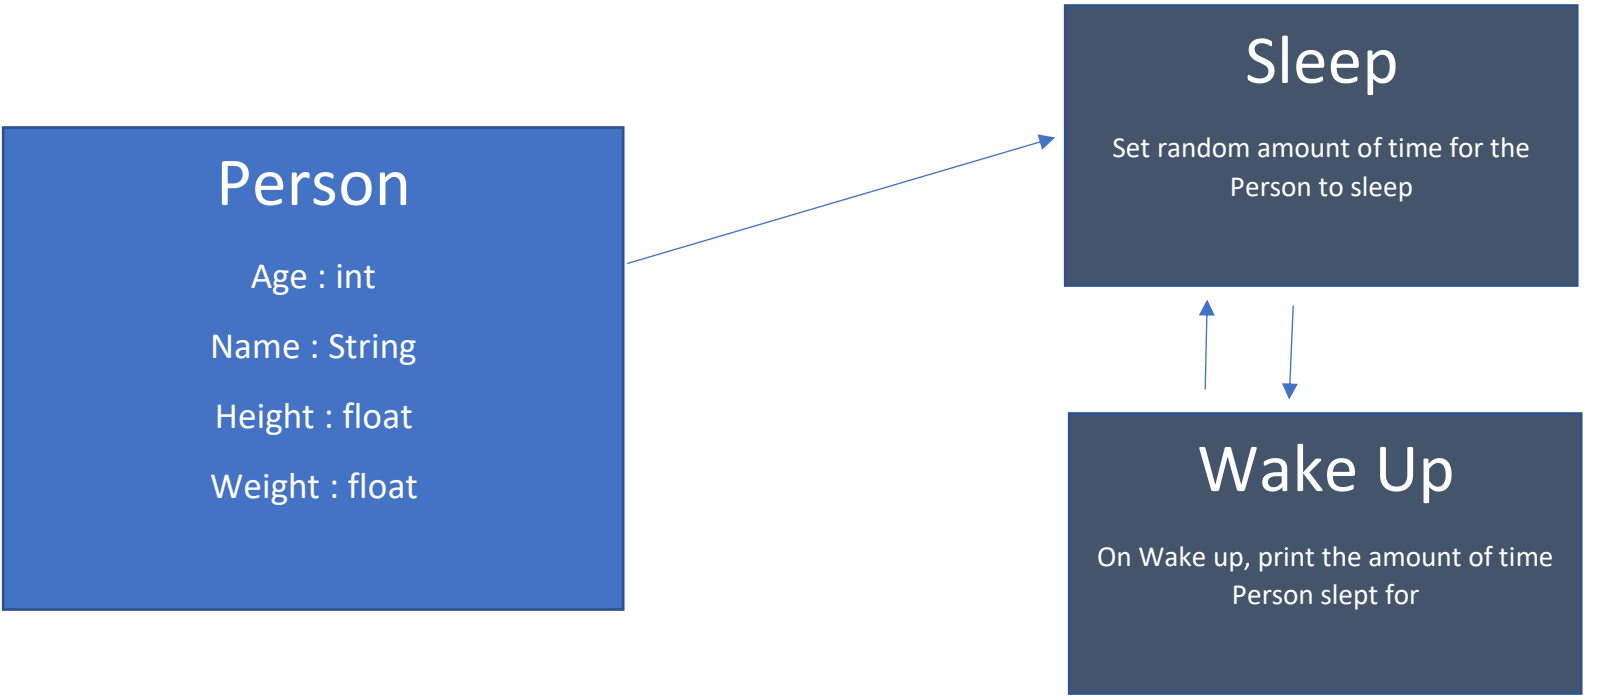 Person
Age : int
Name : String
Height : float
Weight : float
Sleep
Set random amount of time for the
Person to sleep
Wake Up
On Wake up, print the amount of time
Person slept for